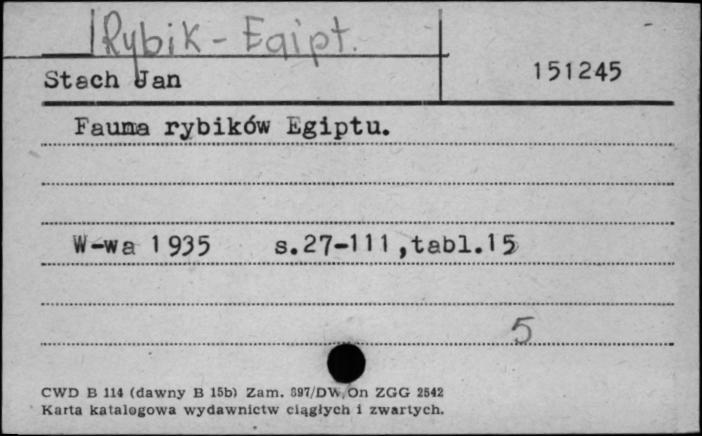 Rybik - Egipt.
Stach Jan
151245
Fauna rybików Egiptu.
W-wa 1935 s.27-111,tabl.15
5
CWD B 114 (dawny B 15b) Zam. 897/DW/On ZGG 2542
Karta katalogowa wydawnictw ciągłych i zwartych.